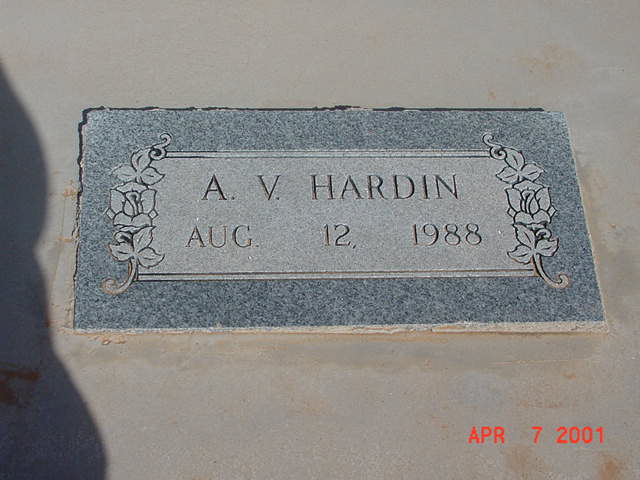 A. V. HARDIN
AUG. 12, 1988
APR 7 2001